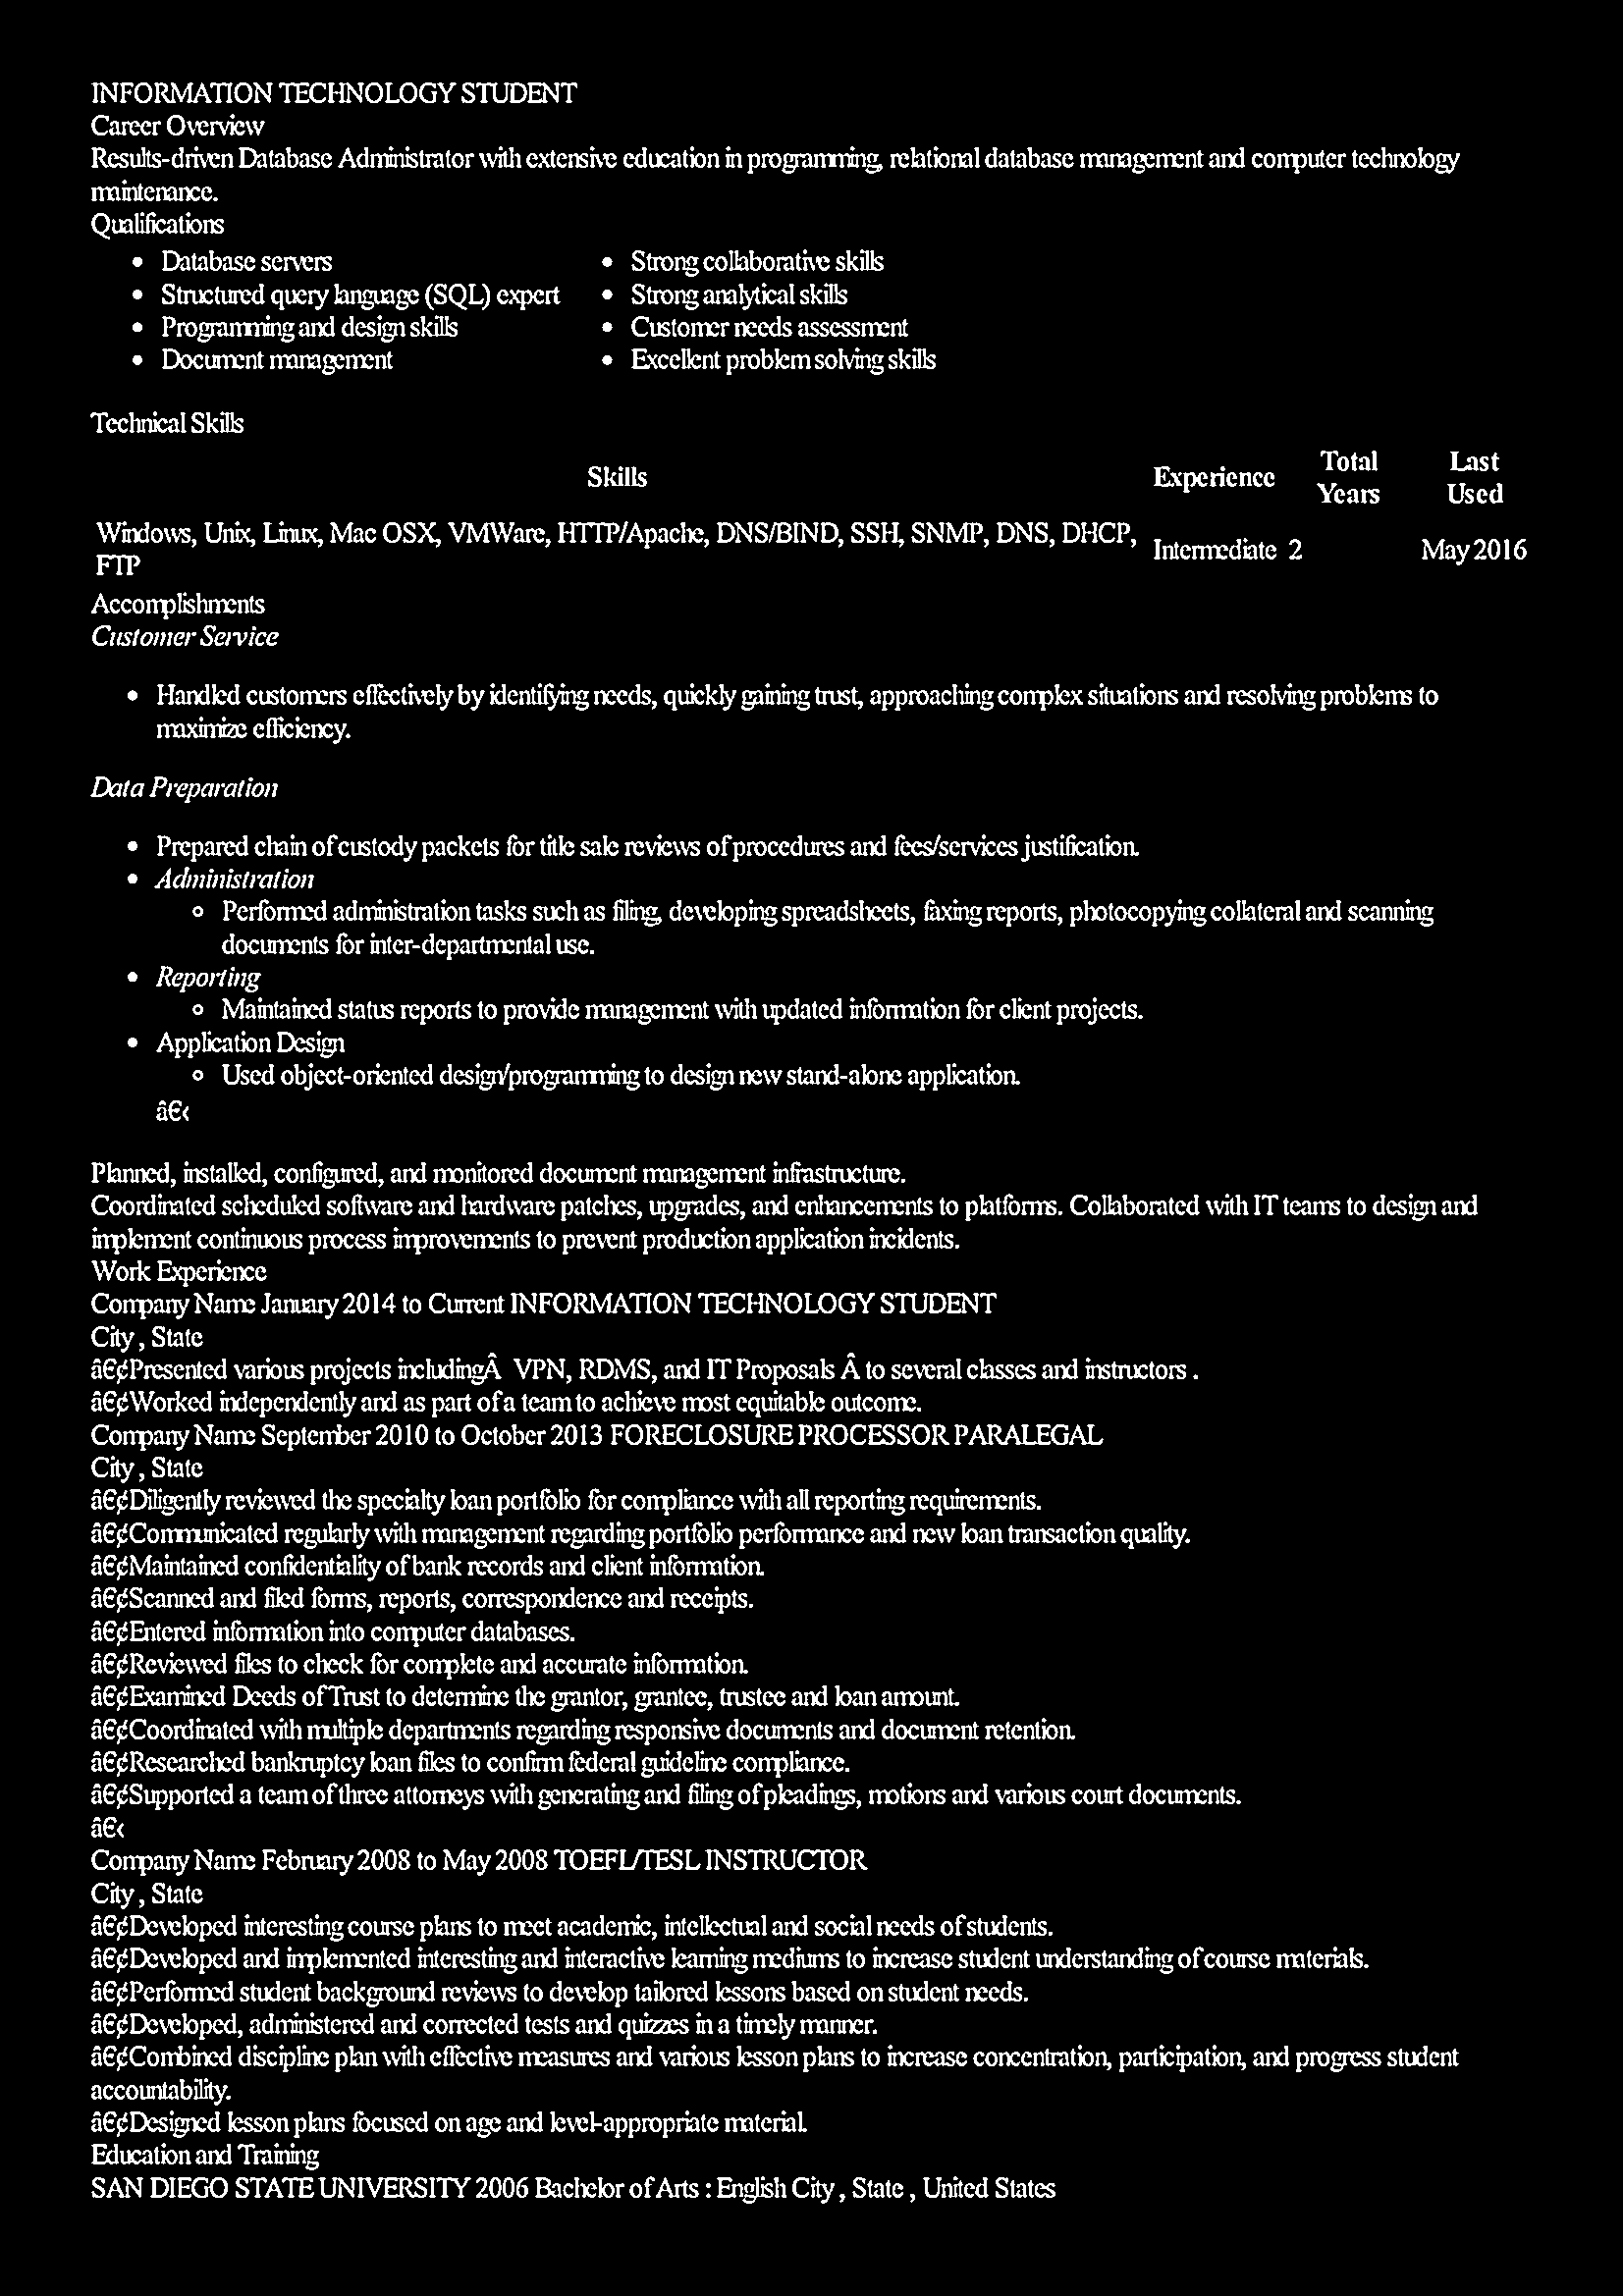 INFORMATION TECHNOLOGY STUDENT
Career Overview
Results-driven Database Administrator with extensive education in programming, relational database management and computer technology
maintenance.
Qualifications
• Database servers
• Structured query language (SQL) expert
• Programming and design skills
• Document management
• Strong collaborative skills
• Strong analytical skills
• Customer needs assessment
• Excellent problem solving skills
Technical Skills
Skills Experience Total Years Last Used
Windows, Unix, Linux, Mac OSX, VMWare, HTTP/Apache, DNS/BIND, SSH, SNMP, DNS, DHCP,
FTP
Intermediate 2 May 2016
Accomplishments
Customer Service
• Handled customers effectively by identifying needs, quickly gaining trust, approaching complex situations and resolving problems to
maximize efficiency.
Data Preparation
• Prepared chain of custody packets for title sale reviews of procedures and fees/services justification.
• Administration
○ Performed administration tasks such as filing, developing spreadsheets, faxing reports, photocopying collateral and scanning
documents for inter-departmental use.
• Reporting
○ Maintained status reports to provide management with updated information for client projects.
• Application Design
○ Used object-oriented design/programming to design new stand-alone application.
â€‹
Planned, installed, configured, and monitored document management infrastructure.
Coordinated scheduled software and hardware patches, upgrades, and enhancements to platforms. Collaborated with IT teams to design and
implement continuous process improvements to prevent production application incidents.
Work Experience
Company Name January 2014 to Current INFORMATION TECHNOLOGY STUDENT
City , State
â€¢Presented various projects includingÂ  VPN, RDMS, and IT Proposals Â to several classes and instructors .
â€¢Worked independently and as part of a team to achieve most equitable outcome.
Company Name September 2010 to October 2013 FORECLOSURE PROCESSOR PARALEGAL
City , State
â€¢Diligently reviewed the specialty loan portfolio for compliance with all reporting requirements.
â€¢Communicated regularly with management regarding portfolio performance and new loan transaction quality.
â€¢Maintained confidentiality of bank records and client information.
â€¢Scanned and filed forms, reports, correspondence and receipts.
â€¢Entered information into computer databases.
â€¢Reviewed files to check for complete and accurate information.
â€¢Examined Deeds of Trust to determine the grantor, grantee, trustee and loan amount.
â€¢Coordinated with multiple departments regarding responsive documents and document retention.
â€¢Researched bankruptcy loan files to confirm federal guideline compliance.
â€¢Supported a team of three attorneys with generating and filing of pleadings, motions and various court documents.
â€‹
Company Name February 2008 to May 2008 TOEFL/TESL INSTRUCTOR
City , State
â€¢Developed interesting course plans to meet academic, intellectual and social needs of students.
â€¢Developed and implemented interesting and interactive learning mediums to increase student understanding of course materials.
â€¢Performed student background reviews to develop tailored lessons based on student needs.
â€¢Developed, administered and corrected tests and quizzes in a timely manner.
â€¢Combined discipline plan with effective measures and various lesson plans to increase concentration, participation, and progress student
accountability.
â€¢Designed lesson plans focused on age and level-appropriate material.
Education and Training
SAN DIEGO STATE UNIVERSITY 2006 Bachelor of Arts : English City , State , United States